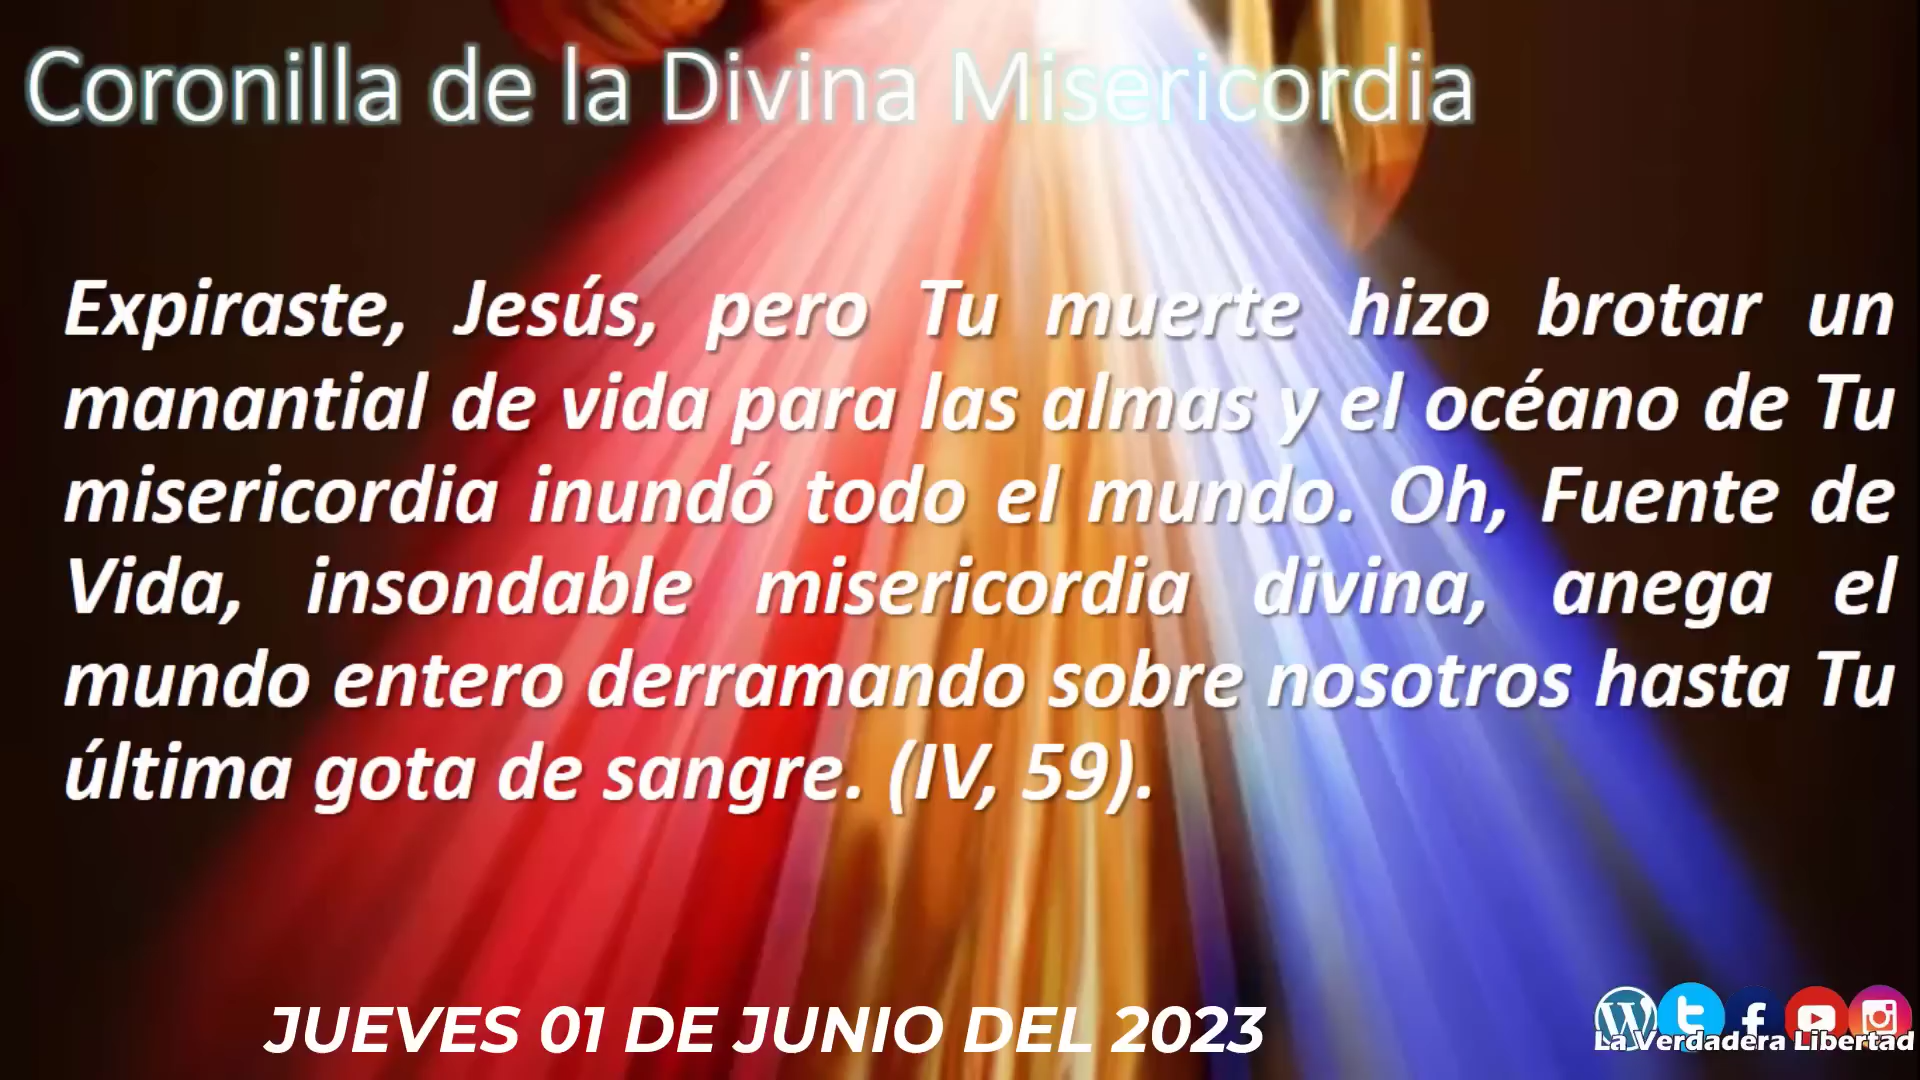 Coronilla de la Divina Misericordia
Expiraste, Jesús, pero Tu muerte hizo brotar un
manantial de vida para las almas y el océano de Tu
misericordia inundó todo el mundo. Oh, Fuente de
Vida, insondable misericordia divina, anega el
mundo entero derramando sobre nosotros hasta Tu
última gota de sangre. (IV, 59).
JUEVES 01 DE JUNIO DEL 2023
La Verdadera Libertad